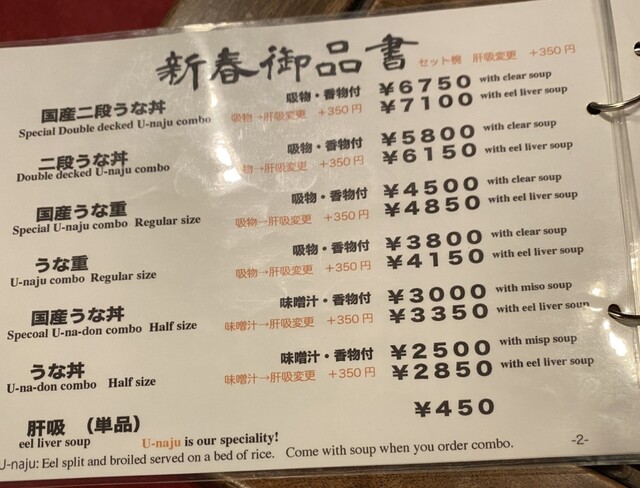 新春御品書
セット椀 肝吸変更 +350円
国産二段うな丼 吸物・香物付 ¥6750 with clear soup
Special Double decked U-naju combo 吸物→肝吸変更 +350円 ¥7100 with eel liver soup
二段うな丼 吸物・香物付 ¥5800 with clear soup
Double decked U-naju combo 物→肝吸変更 +350円 ¥6150 with eel liver soup
国産うな重 吸物・香物付 ¥4500 with clear soup
Special U-naju combo Regular size 吸物→肝吸変更 +350円 ¥4850 with eel liver soup
うな重 吸物・香物付 ¥3800 with clear soup
U-naju combo Regular size 吸物→肝吸変更 +350円 ¥4150 with eel liver soup
国産うな丼 味噌汁・香物付 ¥3000 with miso soup
Specoal U-na-don combo Half size 味噌汁→肝吸変更 +350円 ¥3350 with eel liver soup
うな丼 味噌汁・香物付 ¥2500 with misp soup
U-na-don combo Half size 味噌汁→肝吸変更 +350円 ¥2850 with eel liver soup
肝吸 (単品) ¥450
eel liver soup U-naju is our speciality!
U-naju: Eel split and broiled served on a bed of rice. Come with soup when you order combo. -2-